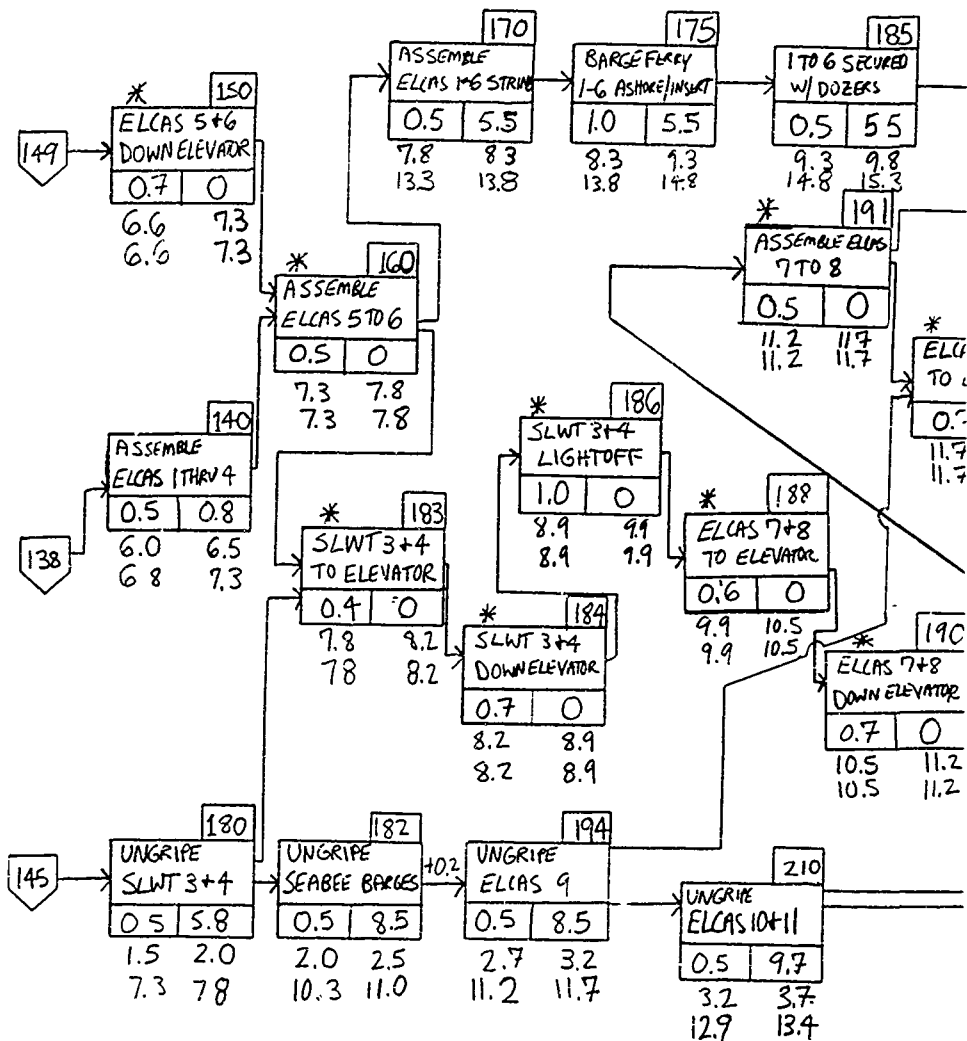 170
ASSEMBLE
ELCAS 1-6 STRING
0.5 5.5
7.8 8.3
13.3 13.8
175
BARGE FERRY
1-6 ASHORE/INSERT
1.0 5.5
8.3 9.3
13.8 14.8
185
1 TO 6 SECURED
W/ DOZERS
0.5 5 5
9.3 9.8
14.8 15.3
149
* 150
ELCAS 5+6
DOWN ELEVATOR
0.7 0
6.6 7.3
6.6 7.3
* 191
ASSEMBLE ELCAS
7 TO 8
0.5 0
11.2 11 7
11.2 11.7
* 160
ASSEMBLE
ELCAS 5 TO 6
0.5 0
7.3 7.8
7.3 7.8
*
ELCA
TO
0.
11.7
11.7
138
140
ASSEMBLE
ELCAS 1 THRU 4
0.5 0.8
6.0 6.5
6 8 7.3
* 186
SLWT 3+4
LIGHTOFF
1.0 0
8.9 9.9
8.9 9.9
* 183
SLWT 3+4
TO ELEVATOR
0.4 0
7.8 8.2
7 8 8.2
* 188
ELCAS 7+8
TO ELEVATOR
0.6 0
9.9 10.5
9.9 10.5
* 184
SLWT 3+4
DOWN ELEVATOR
0.7 0
8.2 8.9
8.2 8.9
* 190
ELCAS 7+8
DOWN ELEVATOR
0.7 0
10.5 11.2
10.5 11.2
145
180
UNGRIPE
SLWT 3+4
0 5 5.8
1.5 2.0
7.3 7 8
182
UNGRIPE
SEABEE BARGES
0.5 8.5
2.0 2.5
10.3 11.0
+0.2
194
UNGRIPE
ELCAS 9
0.5 8.5
2.7 3.2
11.2 11.7
210
UNGRIPE
ELCAS 10+11
0.5 9.7
3.2 3.7
12.9 13.4